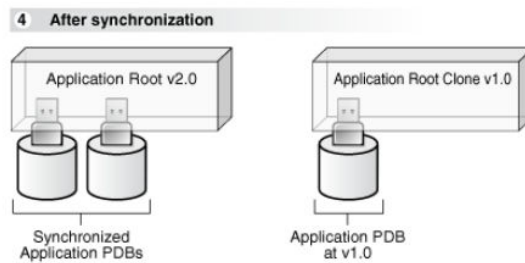 4 After synchronization
Application Root v2.0
Application Root Clone v1.0
Synchronized
Application PDBs
Application PDB
at v1.0